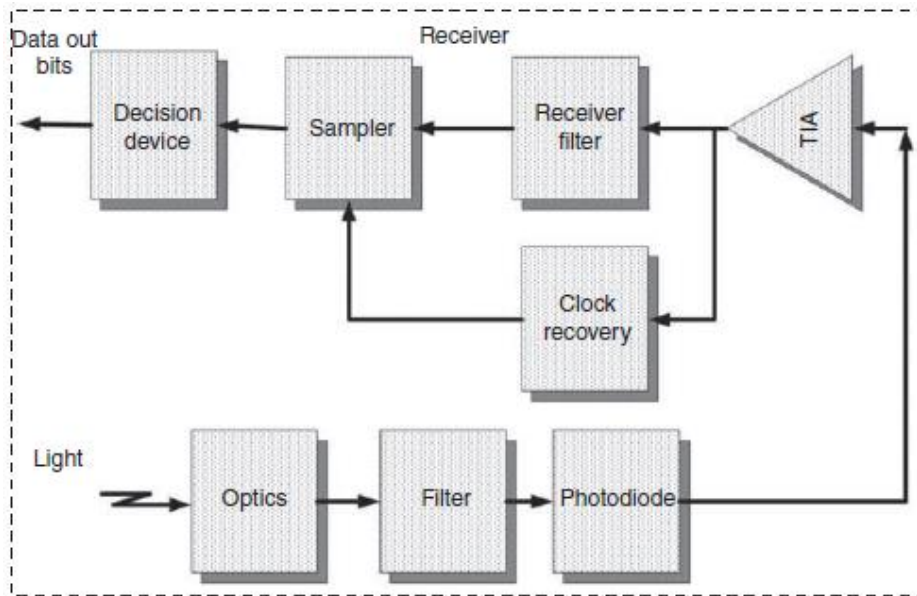 Data out
bits
Receiver
Decision
device
Sampler
Receiver
filter
TIA
Clock
recovery
Light
Optics
Filter
Photodiode